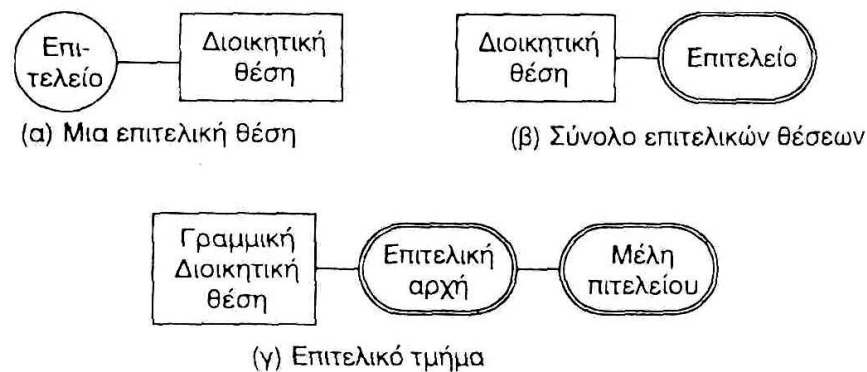 Επι-
τελείο
Διοικητική
θέση
(α) Μια επιτελική θέση
Διοικητική
θέση
Επιτελείο
(β) Σύνολο επιτελικών θέσεων
Γραμμική
Διοικητική
θέση
Επιτελική
αρχή
Μέλη
πιτελείου
(γ) Επιτελικό τμήμα